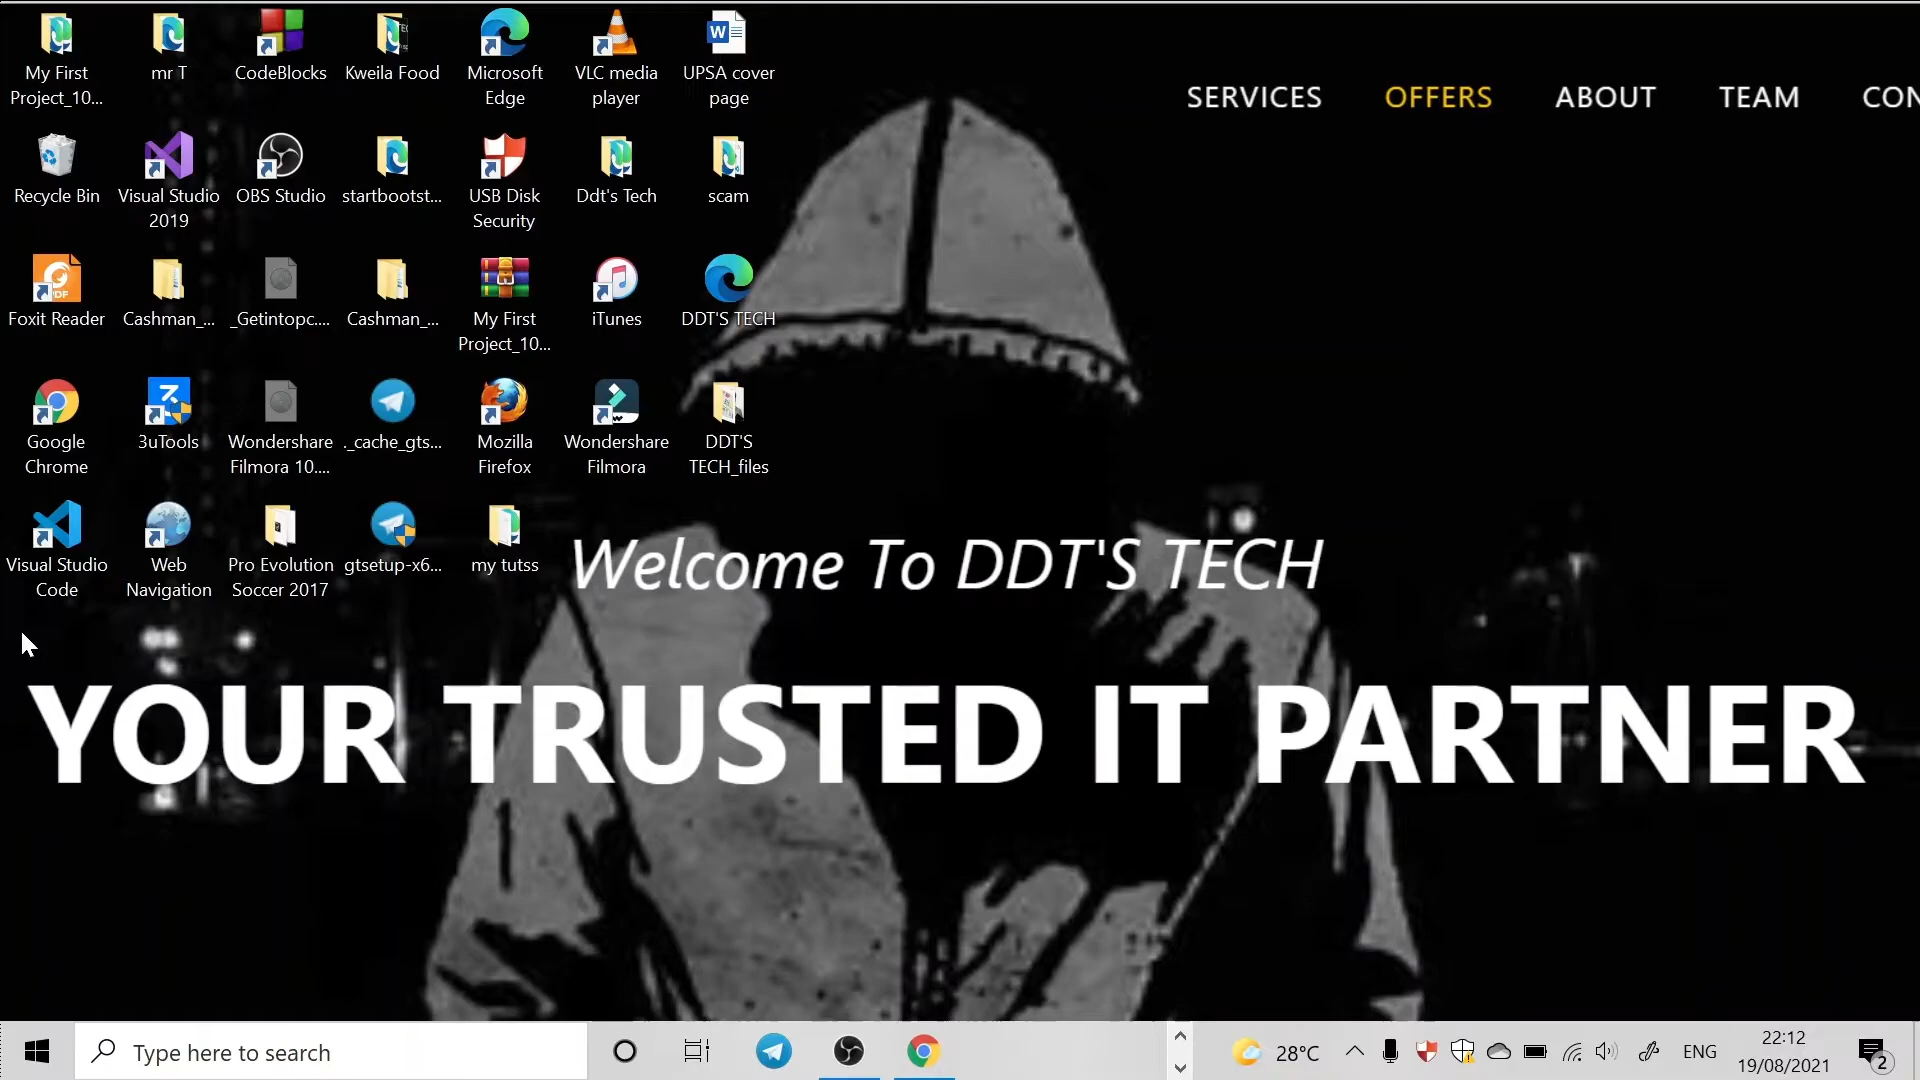 My First
Project_10...
mr T
CodeBlocks
Kweila Food
Microsoft
Edge
VLC media
player
UPSA cover
page
SERVICES
OFFERS
ABOUT
TEAM
CON
Recycle Bin
Visual Studio
2019
OBS Studio
startbootst...
USB Disk
Security
Ddt's Tech
scam
Foxit Reader
Cashman_...
_Getintopc....
Cashman_...
My First
Project_10...
iTunes
DDT'S TECH
Google
Chrome
3uTools
Wondershare
Filmora 10....
._cache_gts...
Mozilla
Firefox
Wondershare
Filmora
DDT'S
TECH_files
Visual Studio
Code
Web
Navigation
Pro Evolution
Soccer 2017
gtsetup-x6...
my tutss
Welcome To DDT'S TECH
YOUR TRUSTED IT PARTNER
Type here to search
28°C
ENG
22:12
19/08/2021
2